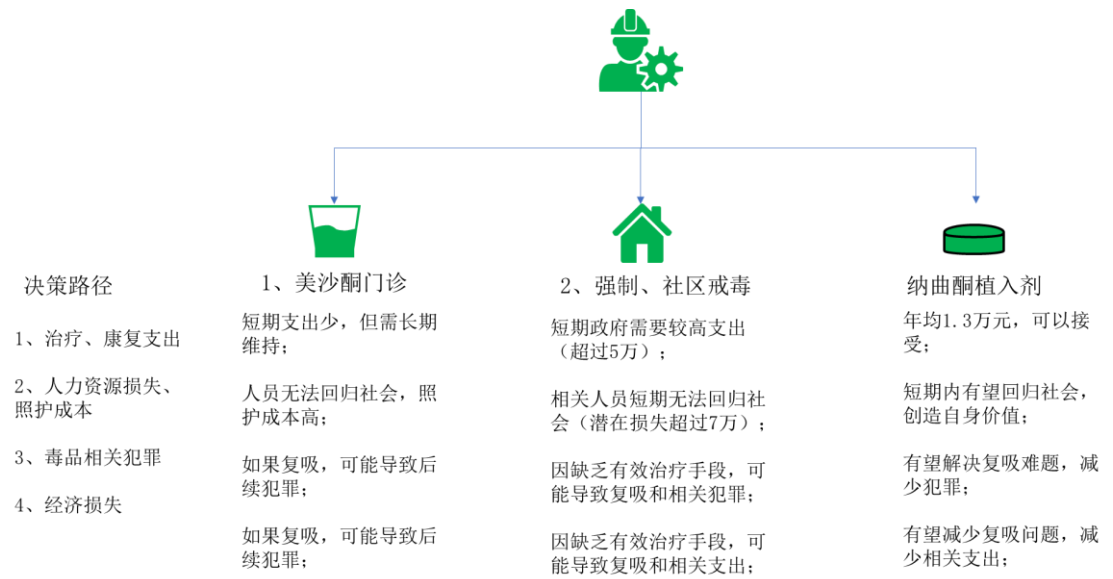 决策路径
1、治疗、康复支出
2、人力资源损失、
照护成本
3、毒品相关犯罪
4、经济损失
1、美沙酮门诊
短期支出少，但需长期
维持；
人员无法回归社会，照
护成本高；
如果复吸，可能导致后
续犯罪；
如果复吸，可能导致后
续犯罪；
2、强制、社区戒毒
短期政府需要较高支出
（超过5万）；
相关人员短期无法回归社
会（潜在损失超过7万）；
因缺乏有效治疗手段，可
能导致复吸和相关犯罪；
因缺乏有效治疗手段，可
能导致复吸和相关支出；
纳曲酮植入剂
年均1.3万元，可以接
受；
短期内有望回归社会，
创造自身价值；
有望解决复吸难题，减
少犯罪；
有望减少复吸问题，减
少相关支出；